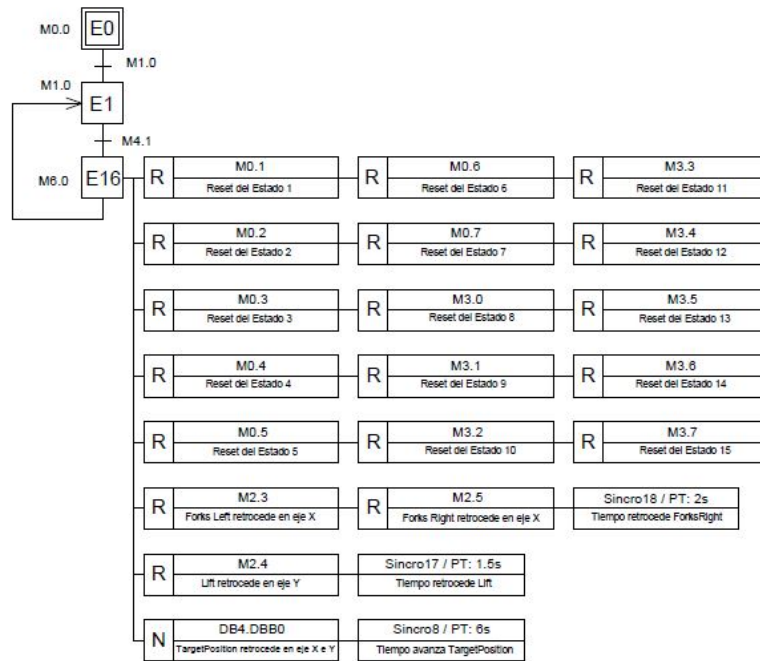 M0.0
E0
M1.0
M1.0
E1
M4.1
M6.0
E16
R
M0.1
Reset del Estado 1
R
M0.6
Reset del Estado 6
R
M3.3
Reset del Estado 11
R
M0.2
Reset del Estado 2
R
M0.7
Reset del Estado 7
R
M3.4
Reset del Estado 12
R
M0.3
Reset del Estado 3
R
M3.0
Reset del Estado 8
R
M3.5
Reset del Estado 13
R
M0.4
Reset del Estado 4
R
M3.1
Reset del Estado 9
R
M3.6
Reset del Estado 14
R
M0.5
Reset del Estado 5
R
M3.2
Reset del Estado 10
R
M3.7
Reset del Estado 15
R
M2.3
Forks Left retrocede en eje X
R
M2.5
Forks Right retrocede en eje X
Sincro18 / PT: 2s
Tiempo retrocede ForksRight
R
M2.4
Lift retrocede en eje Y
Sincro17 / PT: 1.5s
Tiempo retrocede Lift
N
DB4.DBB0
TargetPosition retrocede en eje X e Y
Sincro8 / PT: 6s
Tiempo avanza TargetPosition